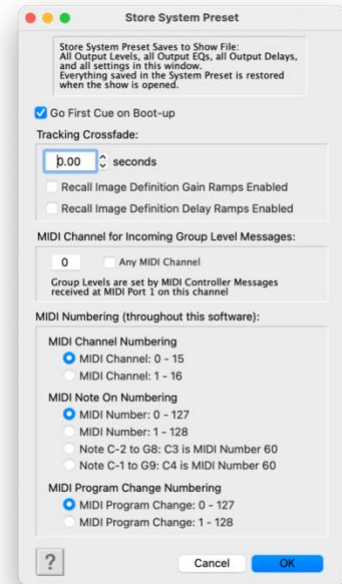 Store System Preset
Store System Preset Saves to Show File:
All Output Levels, all Output EQs, all Output Delays,
and all settings in this window.
Everything saved in the System Preset is restored
when the show is opened.
Go First Cue on Boot-up
Tracking Crossfade:
0.00 seconds
Recall Image Definition Gain Ramps Enabled
Recall Image Definition Delay Ramps Enabled
MIDI Channel for Incoming Group Level Messages:
0 Any MIDI Channel
Group Levels are set by MIDI Controller Messages
received at MIDI Port 1 on this channel
MIDI Numbering (throughout this software):
MIDI Channel Numbering
MIDI Channel: 0 - 15
MIDI Channel: 1 - 16
MIDI Note On Numbering
MIDI Number: 0 - 127
MIDI Number: 1 - 128
Note C-2 to G8: C3 is MIDI Number 60
Note C-1 to G9: C4 is MIDI Number 60
MIDI Program Change Numbering
MIDI Program Change: 0 - 127
MIDI Program Change: 1 - 128
? Cancel OK